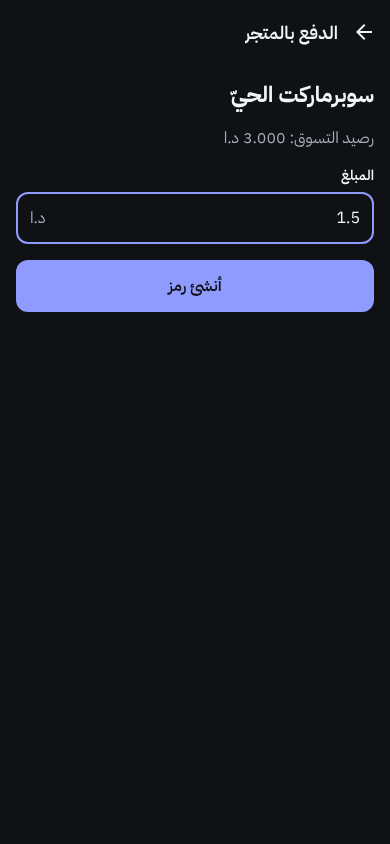 الدفع بالمتجر
سوبرماركت الحيّ
رصيد التسوق: 3.000 د.ا
المبلغ
1.5 د.ا
أنشئ رمز